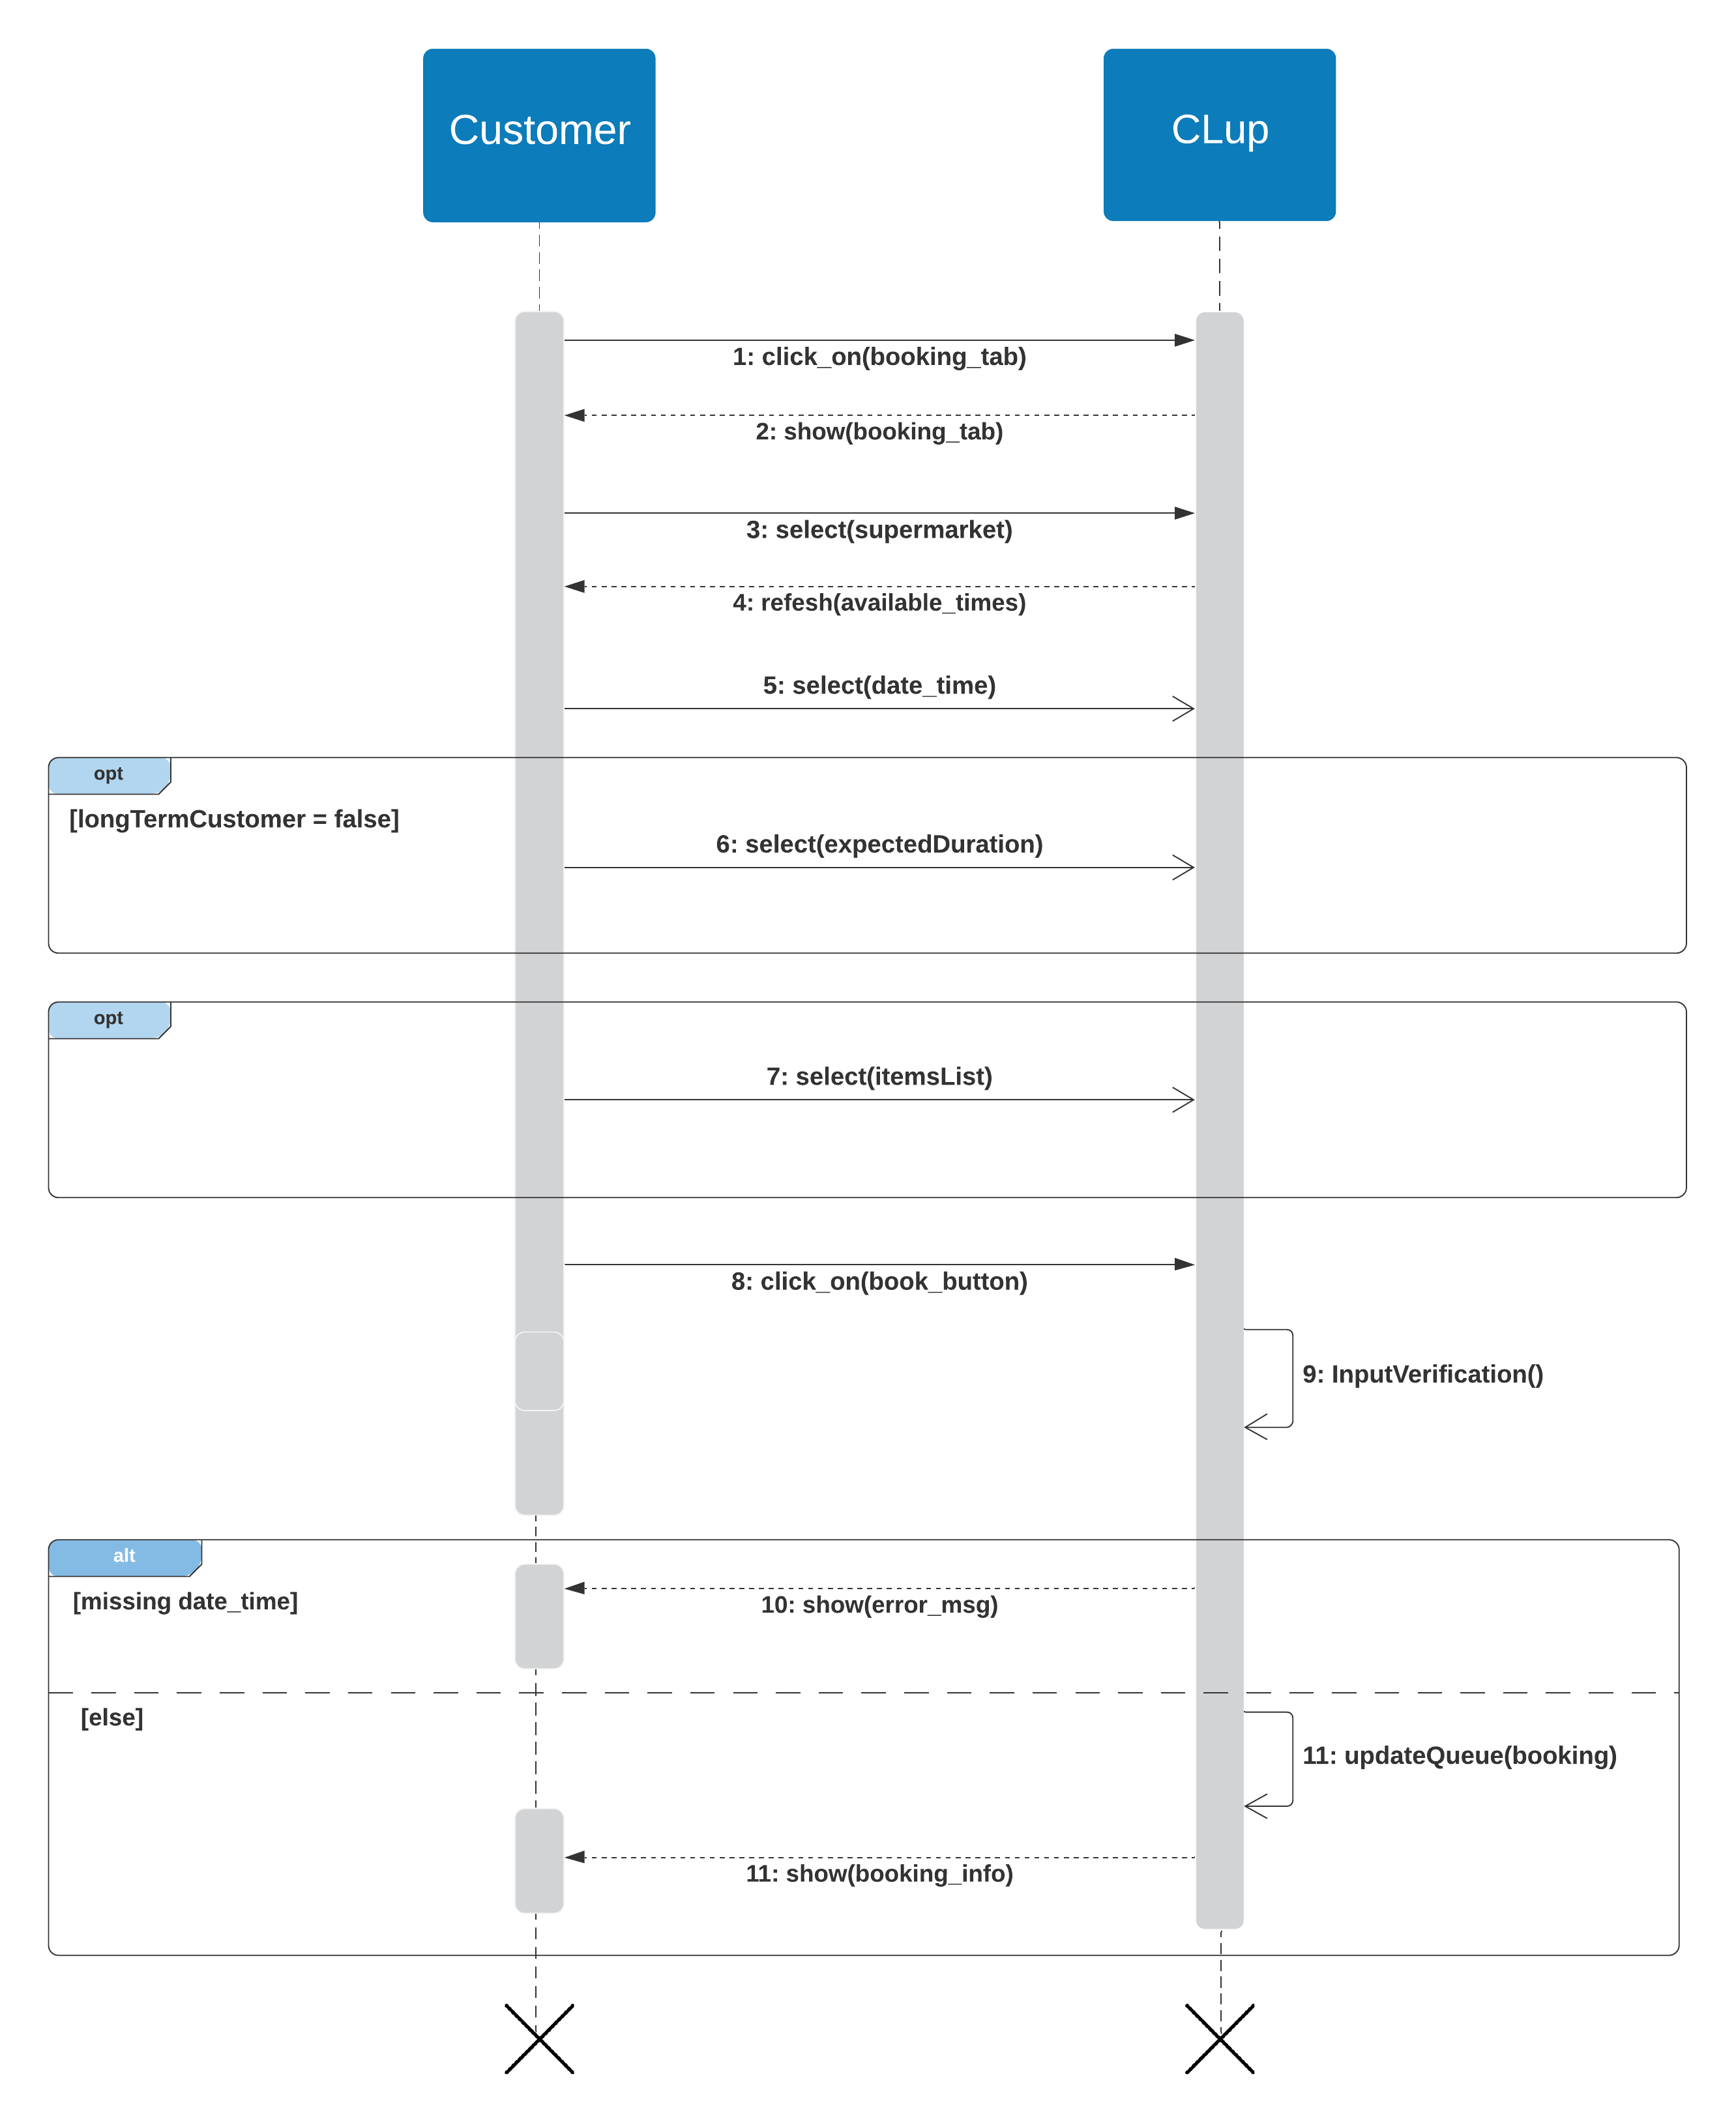 Customer
CLup
1: click_on(booking_tab)
2: show(booking_tab)
3: select(supermarket)
4: refesh(available_times)
5: select(date_time)
opt
[longTermCustomer = false]
6: select(expectedDuration)
opt
7: select(itemsList)
8: click_on(book_button)
9: InputVerification()
alt
[missing date_time]
10: show(error_msg)
[else]
11: updateQueue(booking)
11: show(booking_info)